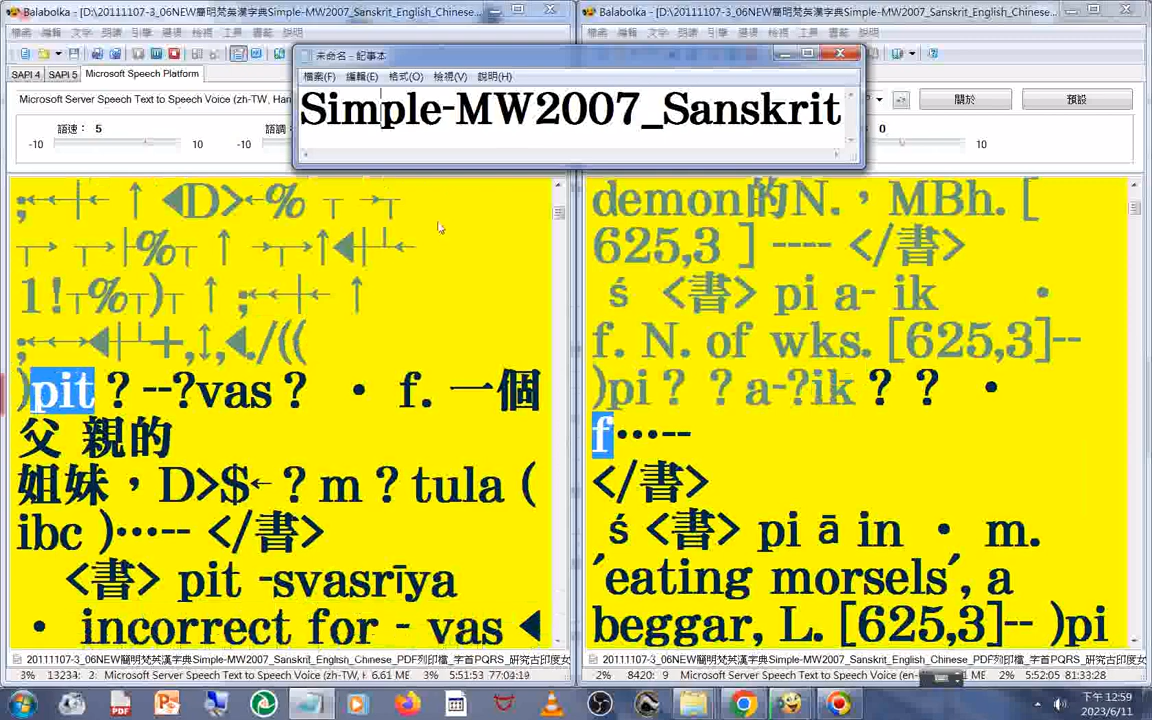 Balabolka - [D:\20111107-3_06NEW簡明梵英漢字典Simple-MW2007_Sanskrit_English_Chinese_PDF...
Balabolka - [D:\20111107-3_06NEW簡明梵英漢字典Simple-MW2007_Sanskrit_English_Chinese...
未命名 - 記事本
檔案(F) 編輯(E) 格式(O) 檢視(V) 說明(H)
Simple-MW2007_Sanskrit
SAPI 4 SAPI 5 Microsoft Speech Platform
Microsoft Server Speech Text to Speech Voice (zh-TW, Han
關於 預設
語速: 5 語調: 0
-10 10 -10 10
;←←┼← ↑ ◀D>←% ┬ →┬
┬→ ┬→├%┬ ↑ →┬→↑◀┼┴←
1!┬%┬)┬ ↑ ;←←┼← ↑
;←←→◀┼┴+,↕,◀./((
)pit ? --?vas ? • f. 一個
父 親的
姐妹,D>$← ? m ? tula (
ibc )…-- </書>
<書> pit -svasrīya
• incorrect for - vas ◀
demon的N.,MBh. [
625,3 ] ---- </書>
ś <書> pi a- ik •
f. N. of wks. [625,3]--
)pi ? ? a-?ik ? ? •
f…--
</書>
ś <書> pi ā in • m.
´eating morsels´, a
beggar, L. [625,3]-- )pi
20111107-3_06NEW簡明梵英漢字典Simple-MW2007_Sanskrit_English_Chinese_PDF列印檔_字首PQRS_研究古印度女
20111107-3_06NEW簡明梵英漢字典Simple-MW2007_Sanskrit_English_Chinese_PDF列印檔_字首PQRS_研究古印度女
3% 13234: 2: Microsoft Server Speech Text to Speech Voice (zh-TW, H 6.61 ME 3% 5:51:53 77:04:19
2% 8420: 9 Microsoft Server Speech Text to Speech Voice 2% 5:52:05 81:33:28
下午 12:59
2023/6/11